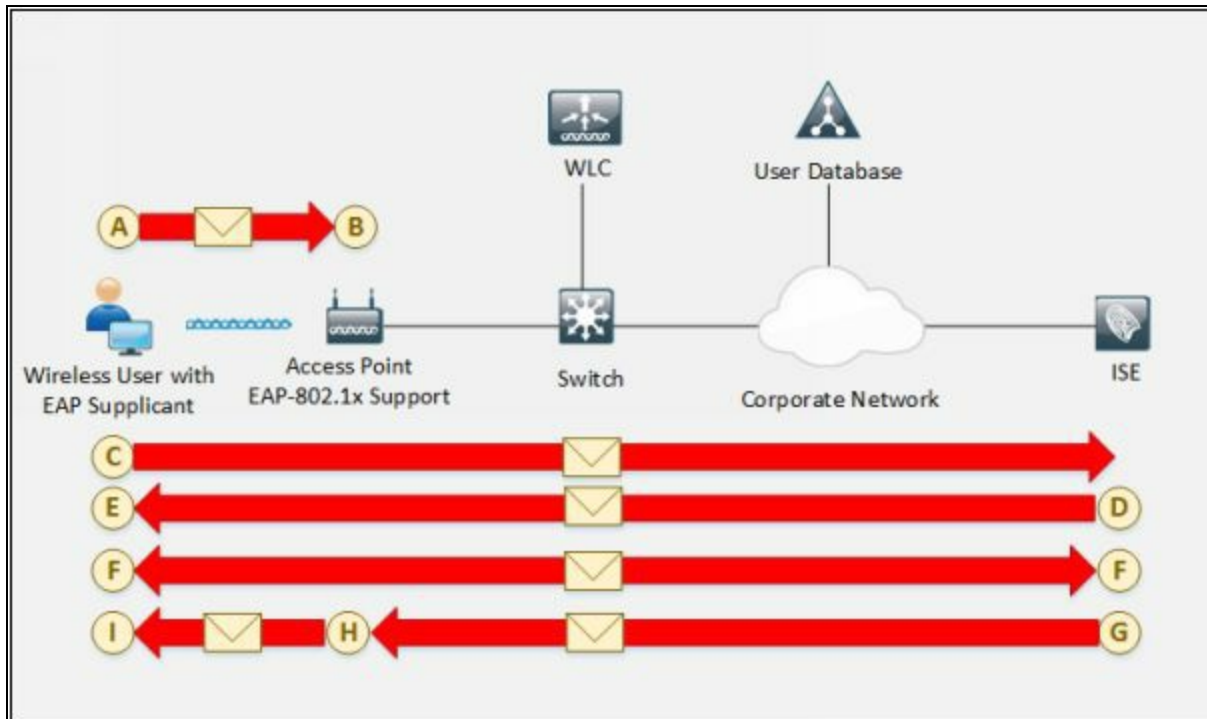 WLC
User Database
A
B
Wireless User with
EAP Supplicant
Access Point
EAP-802.1x Support
Switch
Corporate Network
ISE
C
E
D
F
F
I
H
G